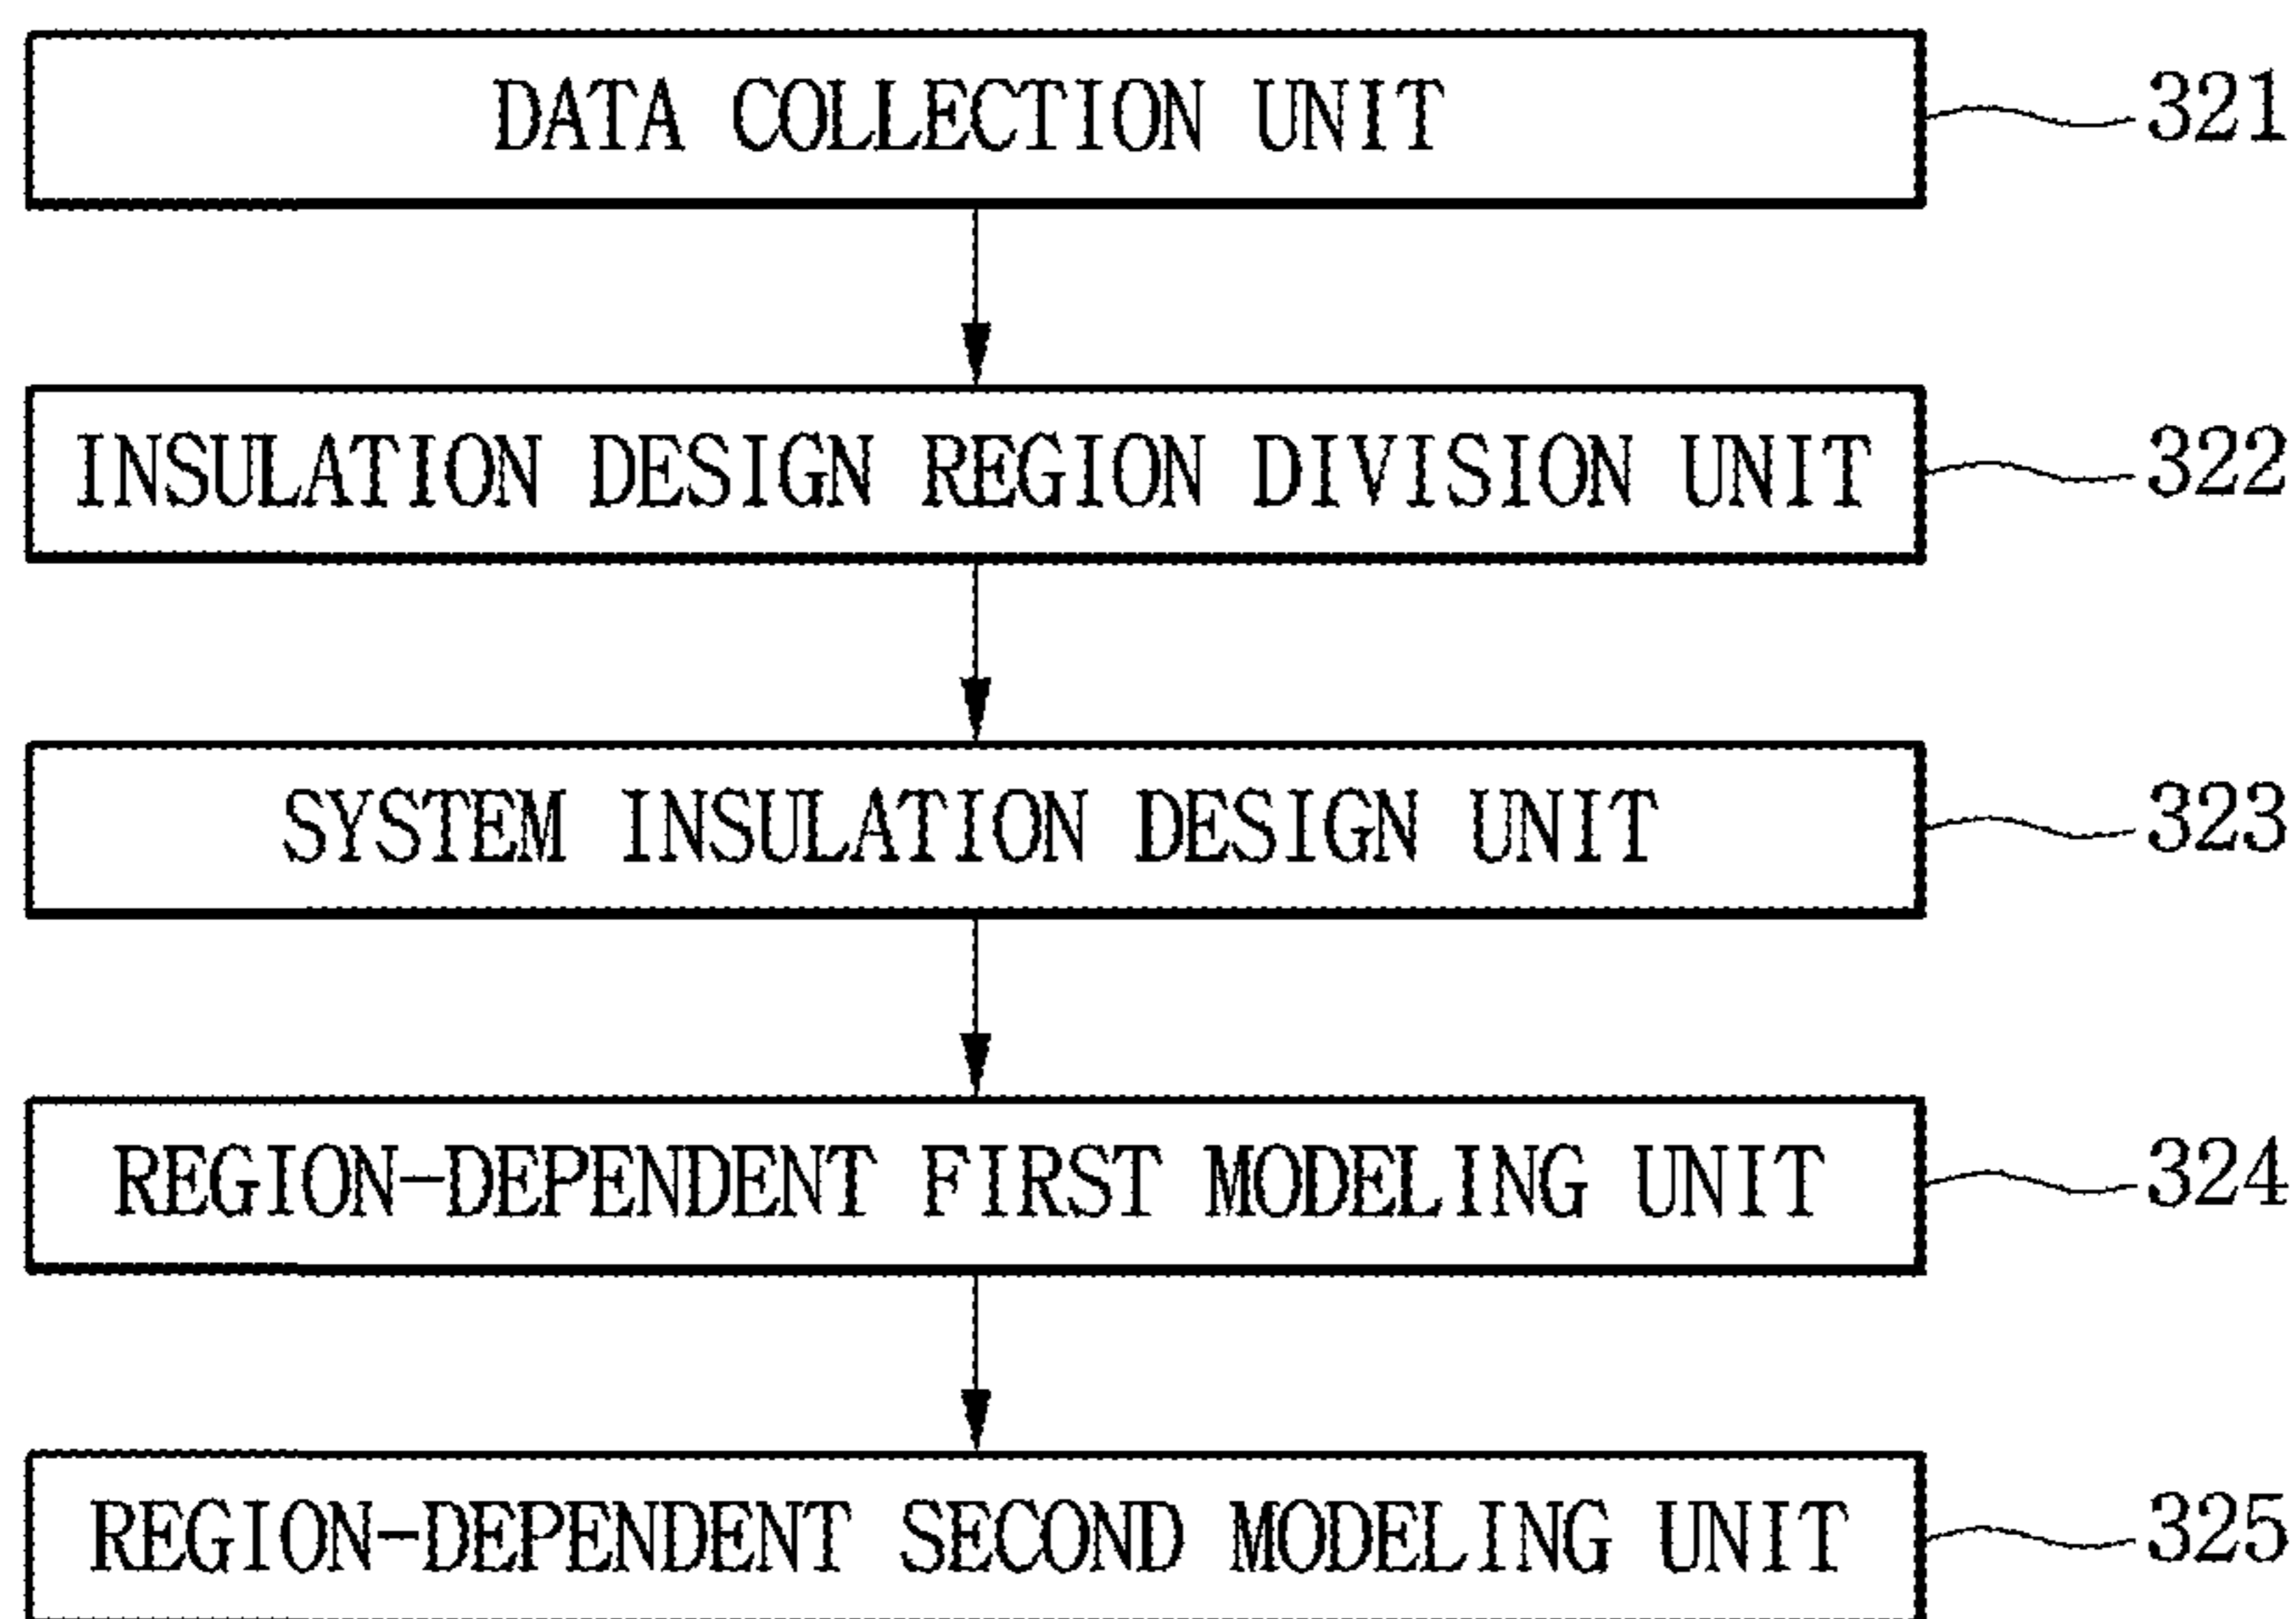 DATA COLLECTION UNIT 321
INSULATION DESIGN REGION DIVISION UNIT 322
SYSTEM INSULATION DESIGN UNIT 323
REGION-DEPENDENT FIRST MODELING UNIT 324
REGION-DEPENDENT SECOND MODELING UNIT 325